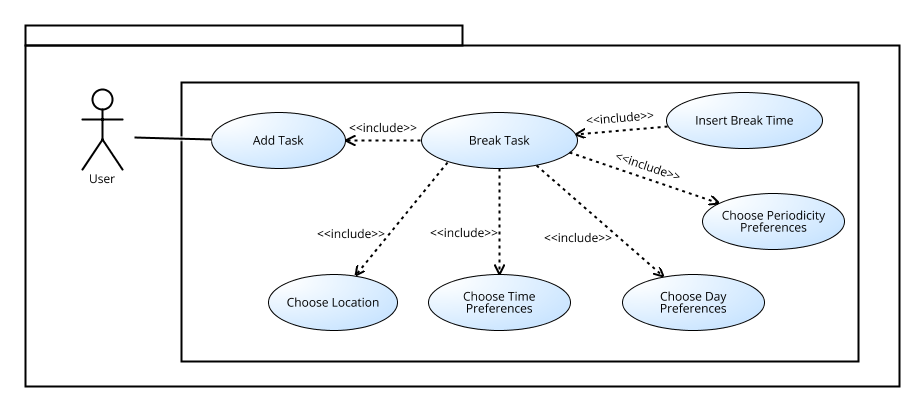 <<include>>
<<include>>
Insert Break Time
Add Task
Break Task
<<include>>
User
Choose Periodicity
Preferences
<<include>>
<<include>>
<<include>>
Choose Location
Choose Time
Preferences
Choose Day
Preferences